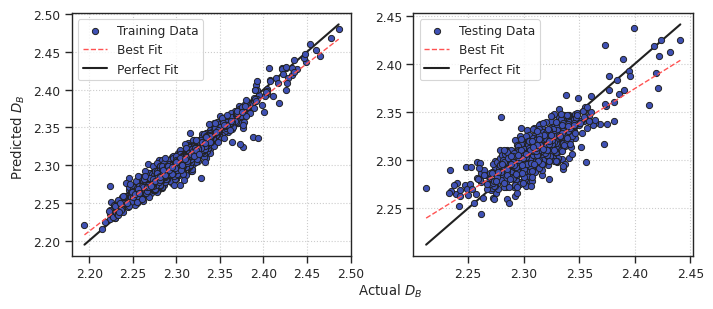 Training Data
Best Fit
Perfect Fit
Testing Data
Best Fit
Perfect Fit
Predicted D_B
2.50
2.45
2.40
2.35
2.30
2.25
2.20
2.45
2.40
2.35
2.30
2.25
2.20 2.25 2.30 2.35 2.40 2.45 2.50
2.25 2.30 2.35 2.40 2.45
Actual D_B